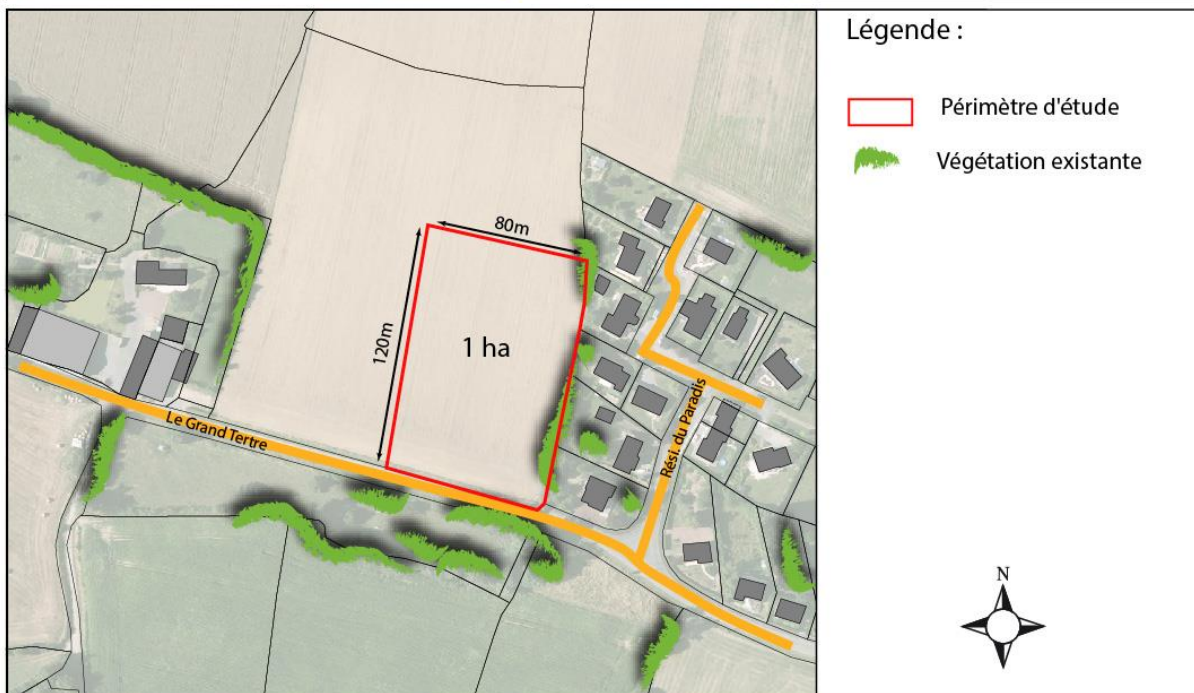 Légende :
Périmètre d'étude
Végétation existante
80m
120m
1 ha
Le Grand Tertre
Rési. du Paradis
N